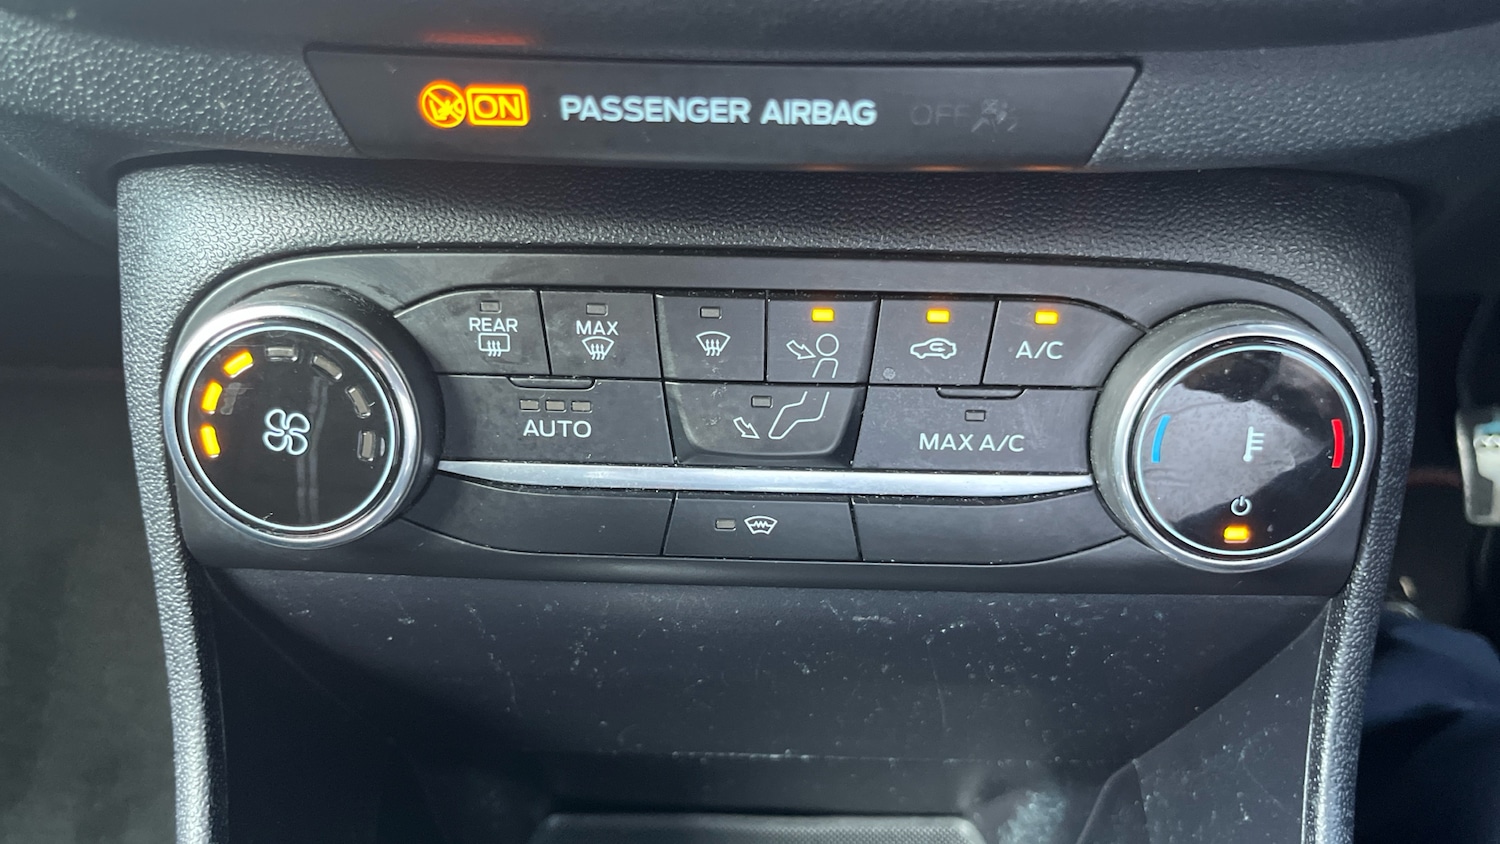 ON PASSENGER AIRBAG OFF
REAR
MAX
A/C
AUTO
MAX A/C